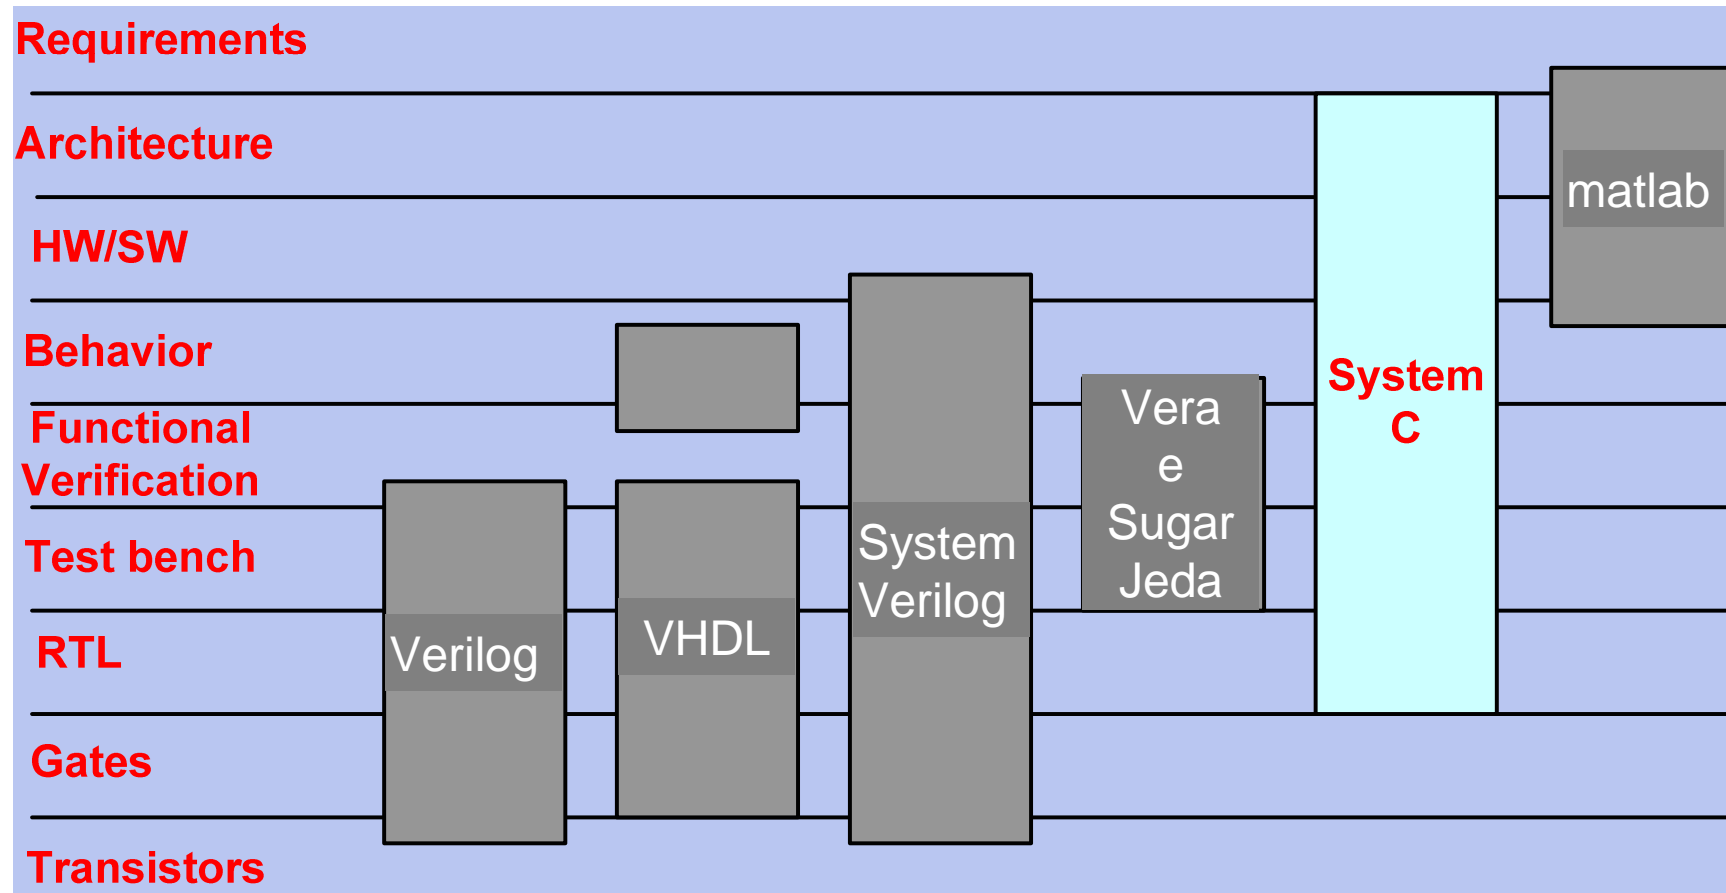 Requirements
Architecture
HW/SW
Behavior
Functional
Verification
Test bench
RTL
Gates
Transistors
Verilog
VHDL
System
Verilog
Vera
e
Sugar
Jeda
System
C
matlab